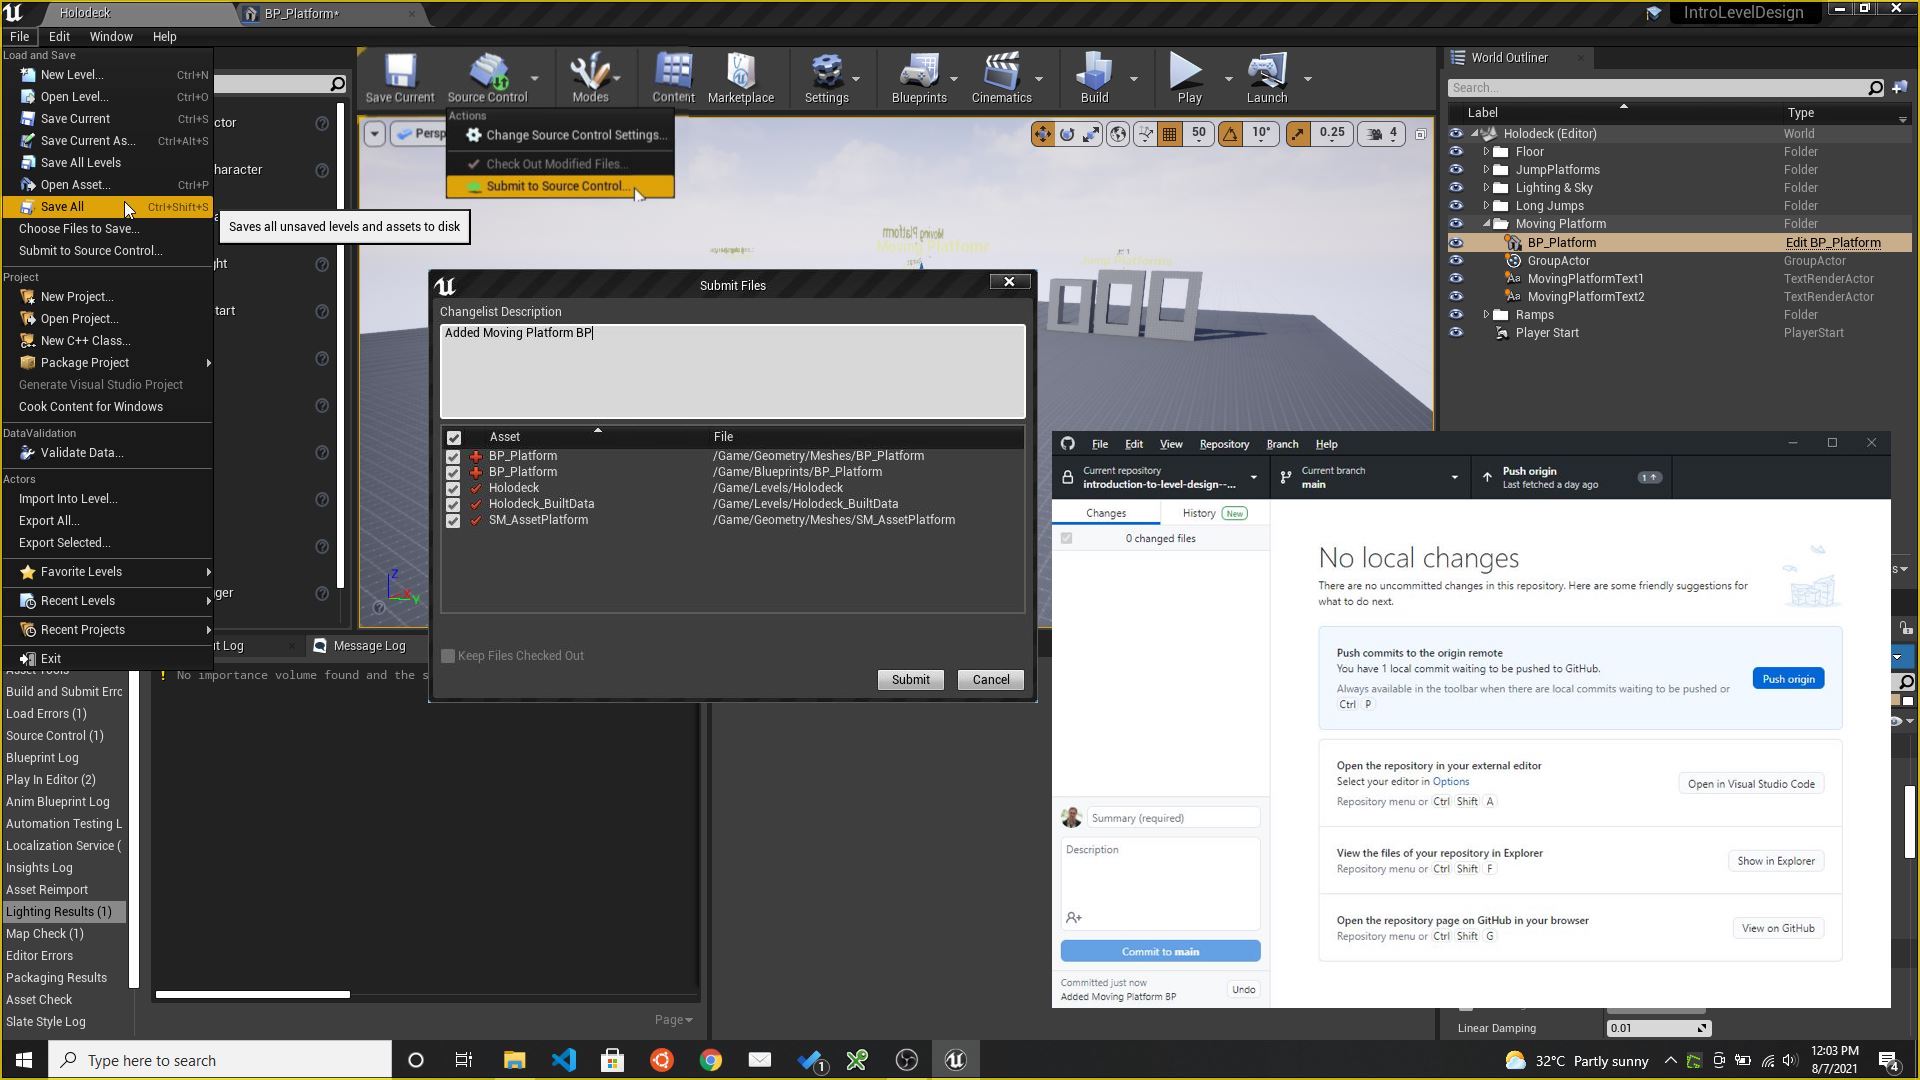 Holodeck
BP_Platform*
IntroLevelDesign
File
Edit
Window
Help
Load and Save
New Level... Ctrl+N
Open Level... Ctrl+O
Save Current Ctrl+S
Save Current As... Ctrl+Alt+S
Save All Levels
Open Asset... Ctrl+P
Save All Ctrl+Shift+S
Choose Files to Save...
Submit to Source Control...
Project
New Project...
Open Project...
New C++ Class...
Package Project
Generate Visual Studio Project
Cook Content for Windows
DataValidation
Validate Data...
Actors
Import Into Level...
Export All...
Export Selected...
Favorite Levels
Recent Levels
Recent Projects
Exit
Saves all unsaved levels and assets to disk
ctor
haracter
ht
tart
ger
Save Current
Source Control
Modes
Content
Marketplace
Settings
Blueprints
Cinematics
Build
Play
Launch
Actions
Change Source Control Settings...
Check Out Modified Files...
Submit to Source Control...
Persp
50
10°
0.25
4
Moving Platforms
Jump Platforms
Z
X
Y
Submit Files
Changelist Description
Added Moving Platform BP
Asset File
BP_Platform /Game/Geometry/Meshes/BP_Platform
BP_Platform /Game/Blueprints/BP_Platform
Holodeck /Game/Levels/Holodeck
Holodeck_BuiltData /Game/Levels/Holodeck_BuiltData
SM_AssetPlatform /Game/Geometry/Meshes/SM_AssetPlatform
Keep Files Checked Out
Submit
Cancel
World Outliner
Search...
Label Type
Holodeck (Editor) World
Floor Folder
JumpPlatforms Folder
Lighting & Sky Folder
Long Jumps Folder
Moving Platform Folder
BP_Platform Edit BP_Platform
GroupActor GroupActor
MovingPlatformText1 TextRenderActor
MovingPlatformText2 TextRenderActor
Ramps Folder
Player Start PlayerStart
File
Edit
View
Repository
Branch
Help
Current repository
introduction-to-level-design--...
Current branch
main
Push origin
Last fetched a day ago
1
Changes
History New
0 changed files
No local changes
There are no uncommitted changes in this repository. Here are some friendly suggestions for
what to do next.
Push commits to the origin remote
You have 1 local commit waiting to be pushed to GitHub.
Always available in the toolbar when there are local commits waiting to be pushed or
Ctrl P
Push origin
Open the repository in your external editor
Select your editor in Options
Repository menu or Ctrl Shift A
Open in Visual Studio Code
View the files of your repository in Explorer
Repository menu or Ctrl Shift F
Show in Explorer
Open the repository page on GitHub in your browser
Repository menu or Ctrl Shift G
View on GitHub
Summary (required)
Description
Commit to main
Committed just now
Added Moving Platform BP
Undo
t Log
Message Log
No importance volume found and the s
Build and Submit Errc
Load Errors (1)
Source Control (1)
Blueprint Log
Play In Editor (2)
Anim Blueprint Log
Automation Testing L
Localization Service (
Insights Log
Asset Reimport
Lighting Results (1)
Map Check (1)
Editor Errors
Packaging Results
Asset Check
Slate Style Log
Page
Linear Damping
0.01
Type here to search
1
32°C Partly sunny
12:03 PM
8/7/2021
4